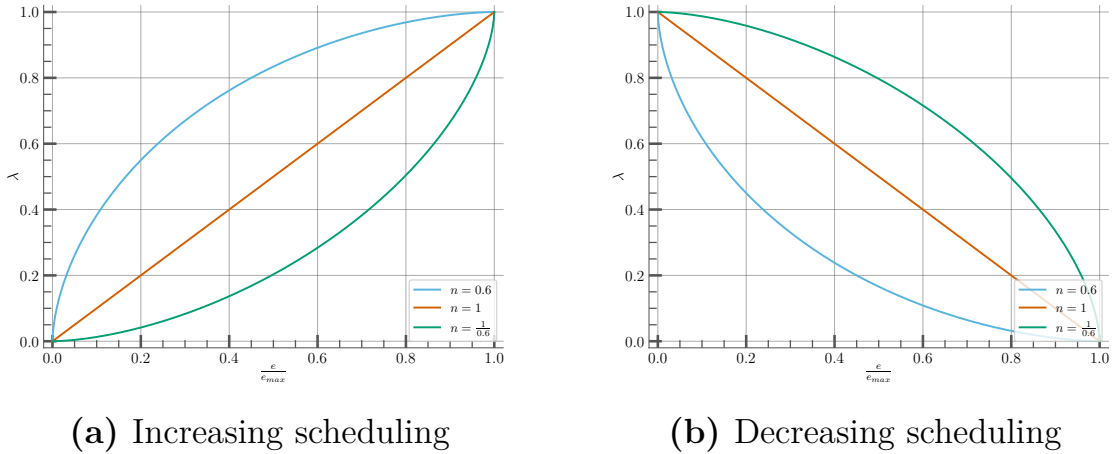 1.0
0.8
0.6
0.4
0.2
0.0
λ
0.0 0.2 0.4 0.6 0.8 1.0
e/e_max
n = 0.6
n = 1
n = 1/0.6
(a) Increasing scheduling
1.0
0.8
0.6
0.4
0.2
0.0
λ
0.0 0.2 0.4 0.6 0.8 1.0
e/e_max
n = 0.6
n = 1
n = 1/0.6
(b) Decreasing scheduling